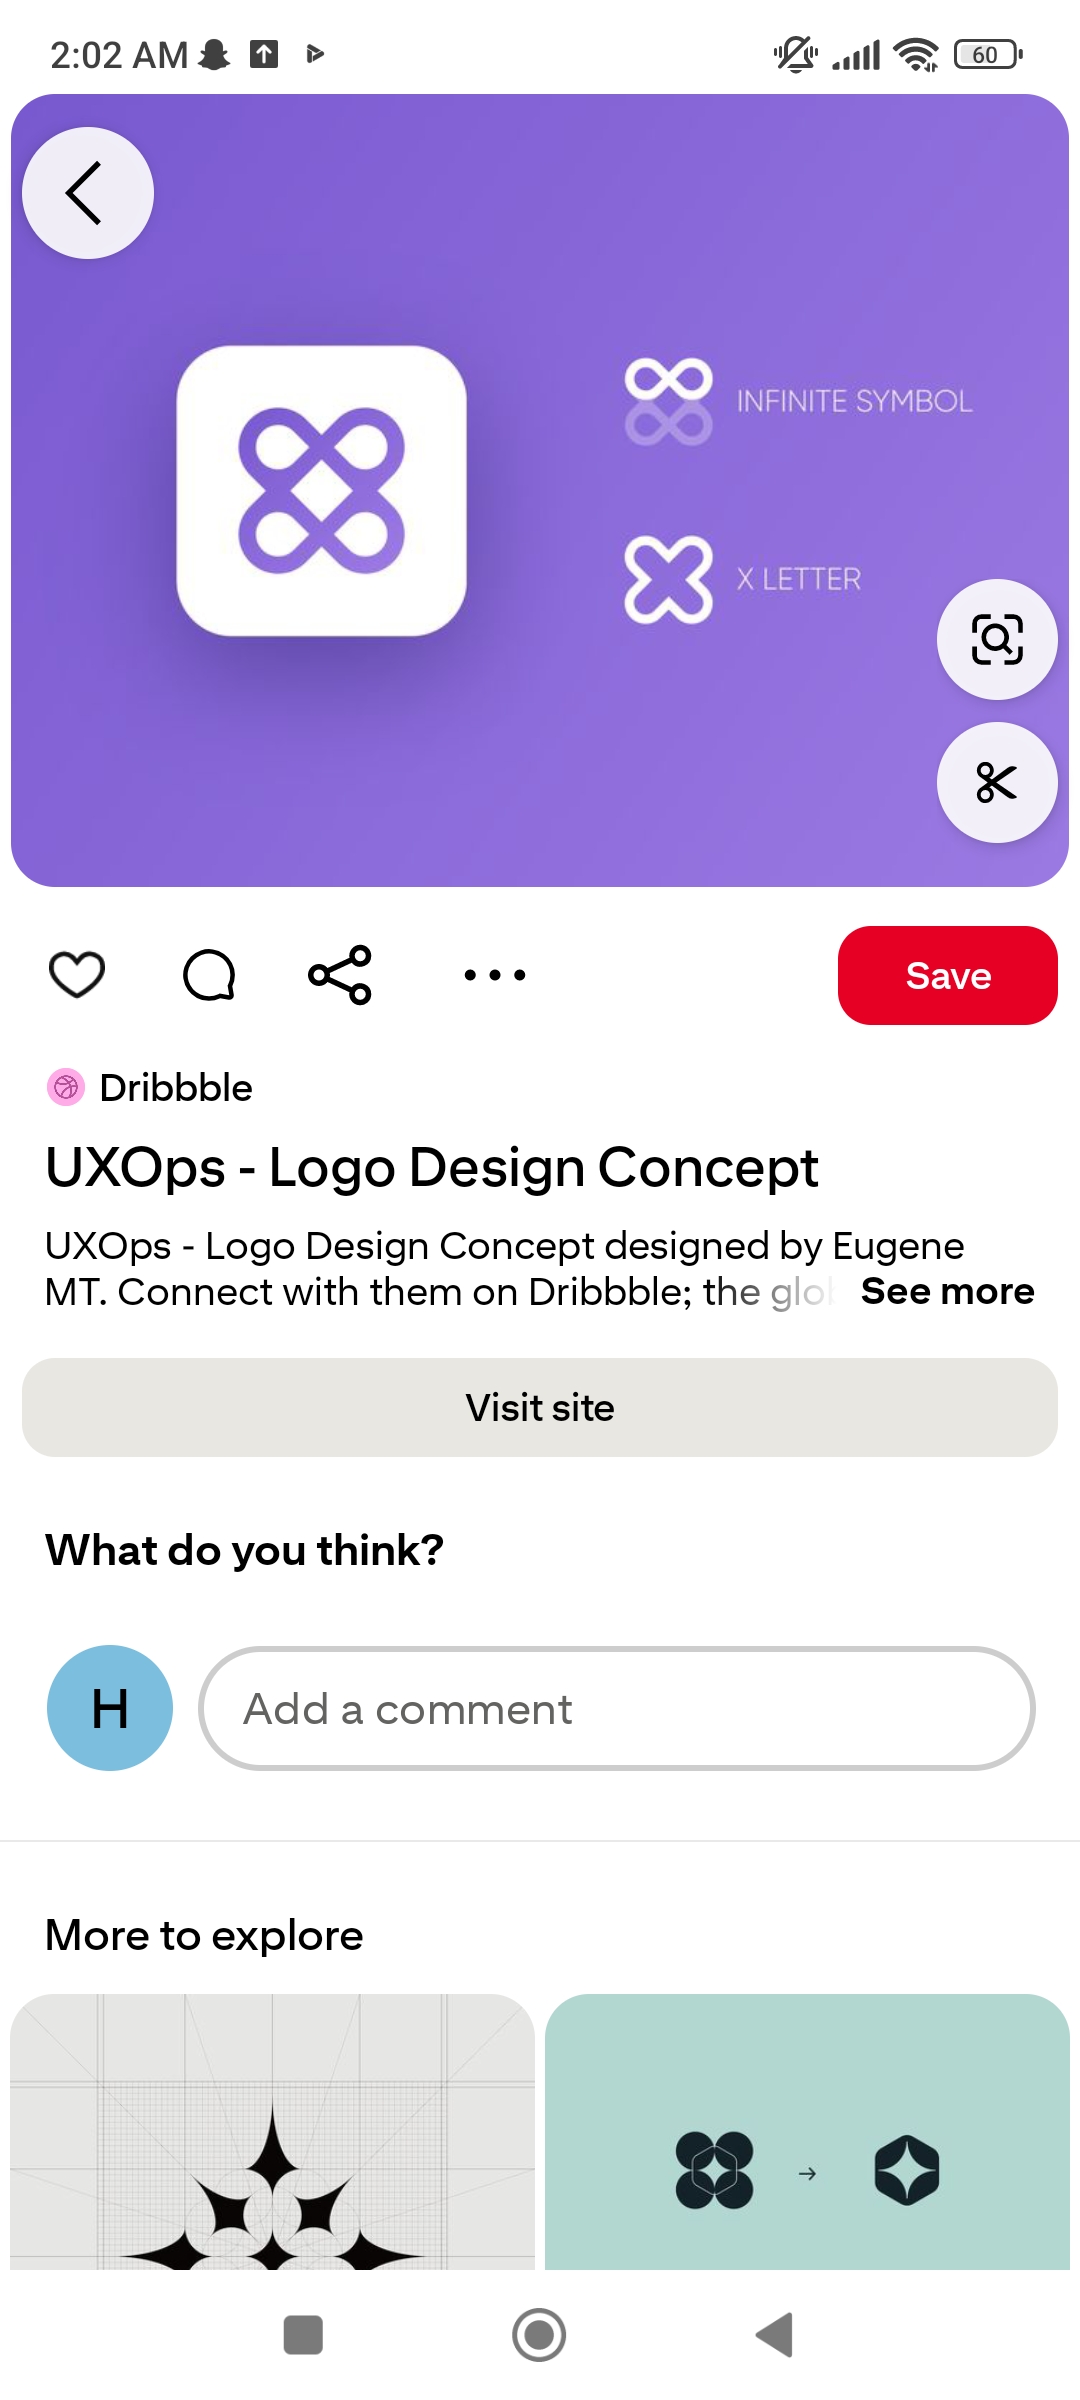 2:02 AM
60
INFINITE SYMBOL
X LETTER
Save
Dribbble
UXOps - Logo Design Concept
UXOps - Logo Design Concept designed by Eugene
MT. Connect with them on Dribbble; the glob See more
Visit site
What do you think?
H
Add a comment
More to explore